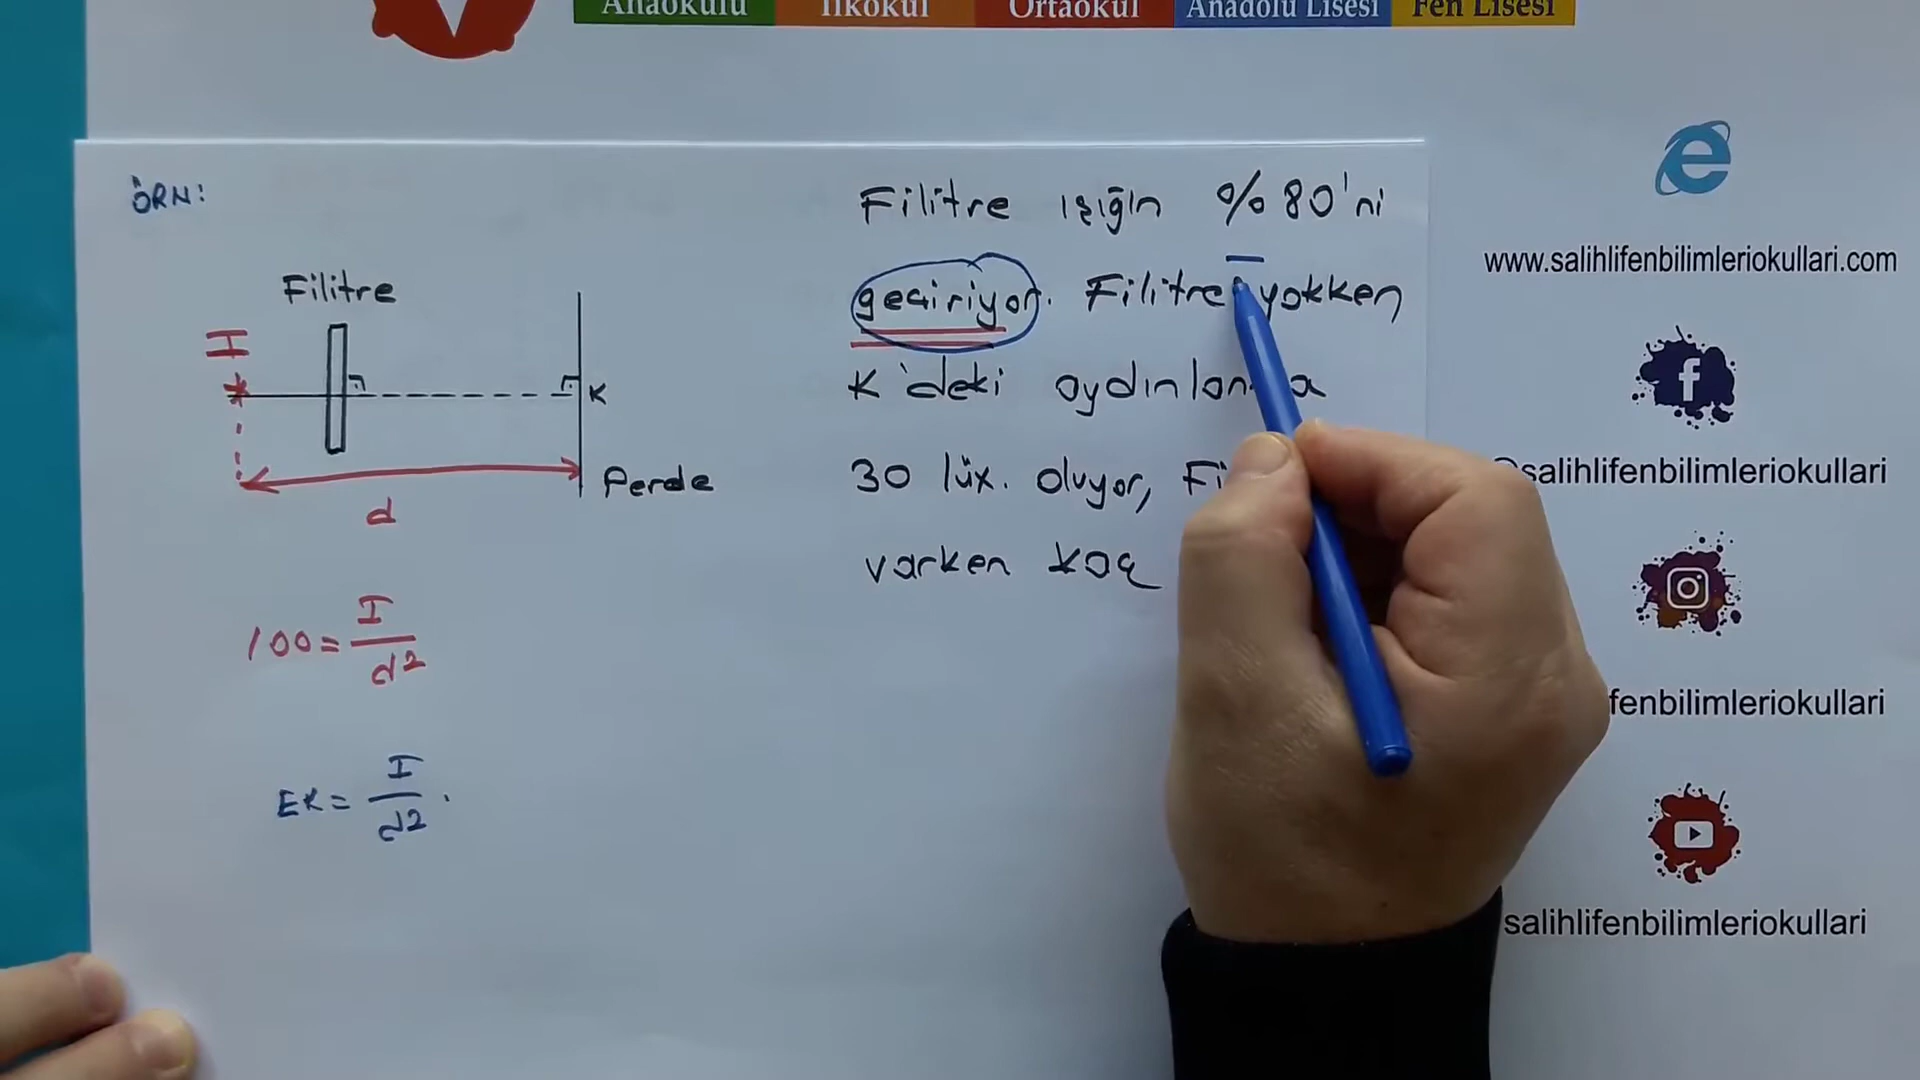 Anaokulu İlkokul Ortaokul Anadolu Lisesi Fen Lisesi
ÖRN:
Filitre
I
K
Perde
d
100 = I / d2
EK = I / d2 .
Filitre ışığın %80'ni
geçiriyor. Filitre yokken
K'deki
30 lüx. oluyor,
varken kaç
www.salihlifenbilimleriokullari.com
salihlifenbilimleriokullari
fenbilimleriokullari
salihlifenbilimleriokullari